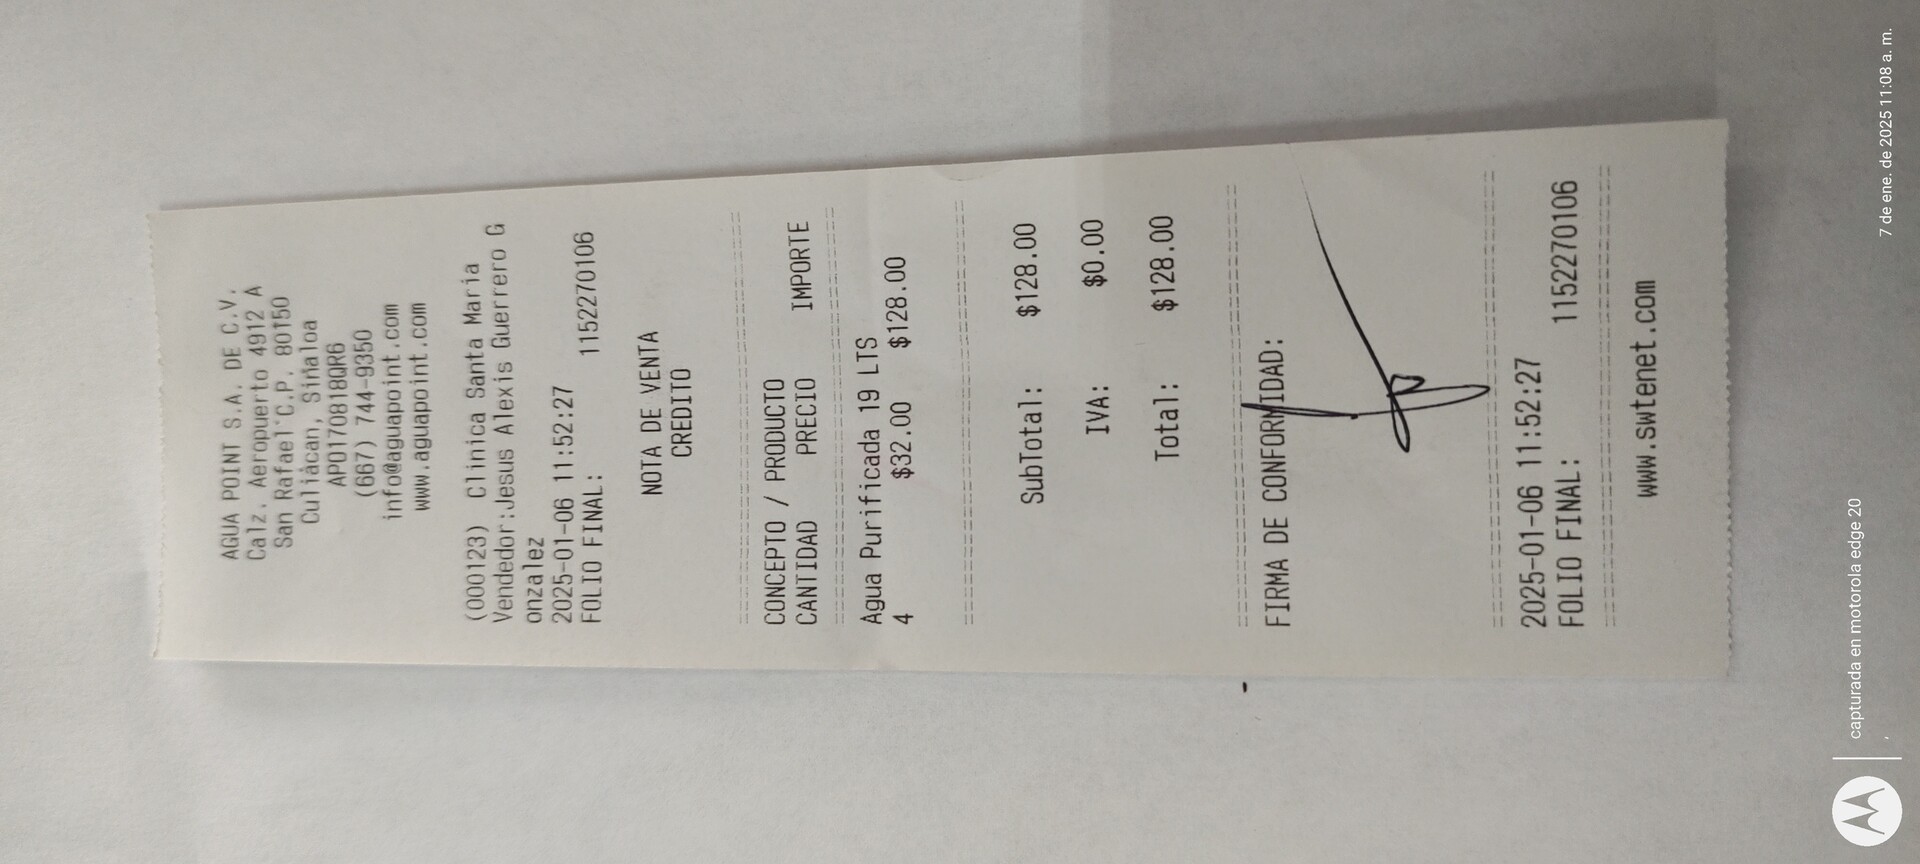 AGUA POINT S.A. DE C.V.
Calz. Aeropuerto 4912 A
San Rafael C.P. 80150
Culiácan, Sinaloa
APO170818QR6
(667) 744-9350
info@aguapoint.com
www.aguapoint.com
(000123) Clinica Santa Maria
Vendedor:Jesus Alexis Guerrero G
onzalez
2025-01-06 11:52:27
FOLIO FINAL: 1152270106
NOTA DE VENTA
CREDITO
CONCEPTO / PRODUCTO
CANTIDAD PRECIO IMPORTE
Agua Purificada 19 LTS
4 $32.00 $128.00
SubTotal: $128.00
IVA: $0.00
Total: $128.00
FIRMA DE CONFORMIDAD:
2025-01-06 11:52:27
FOLIO FINAL: 1152270106
www.swtenet.com
capturada en motorola edge 20
,
7 de ene. de 2025 11:08 a. m.